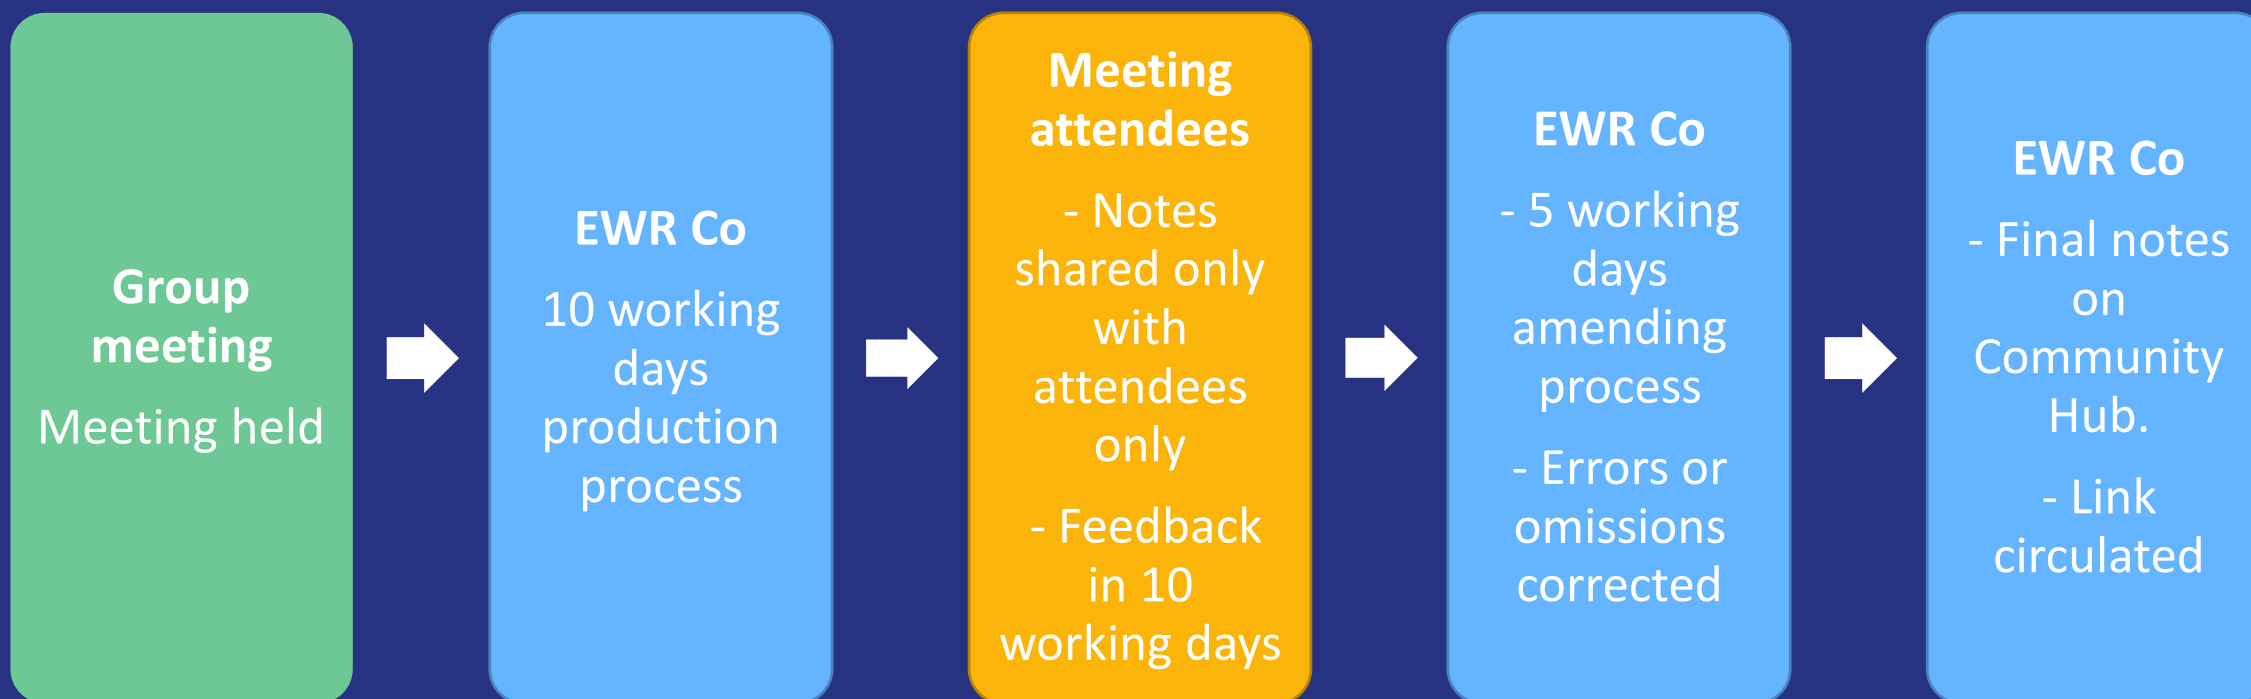 Group
meeting
Meeting held
EWR Co
10 working
days
production
process
Meeting
attendees
- Notes
shared only
with
attendees
only
- Feedback
in 10
working days
EWR Co
- 5 working
days
amending
process
- Errors or
omissions
corrected
EWR Co
- Final notes
on
Community
Hub.
- Link
circulated